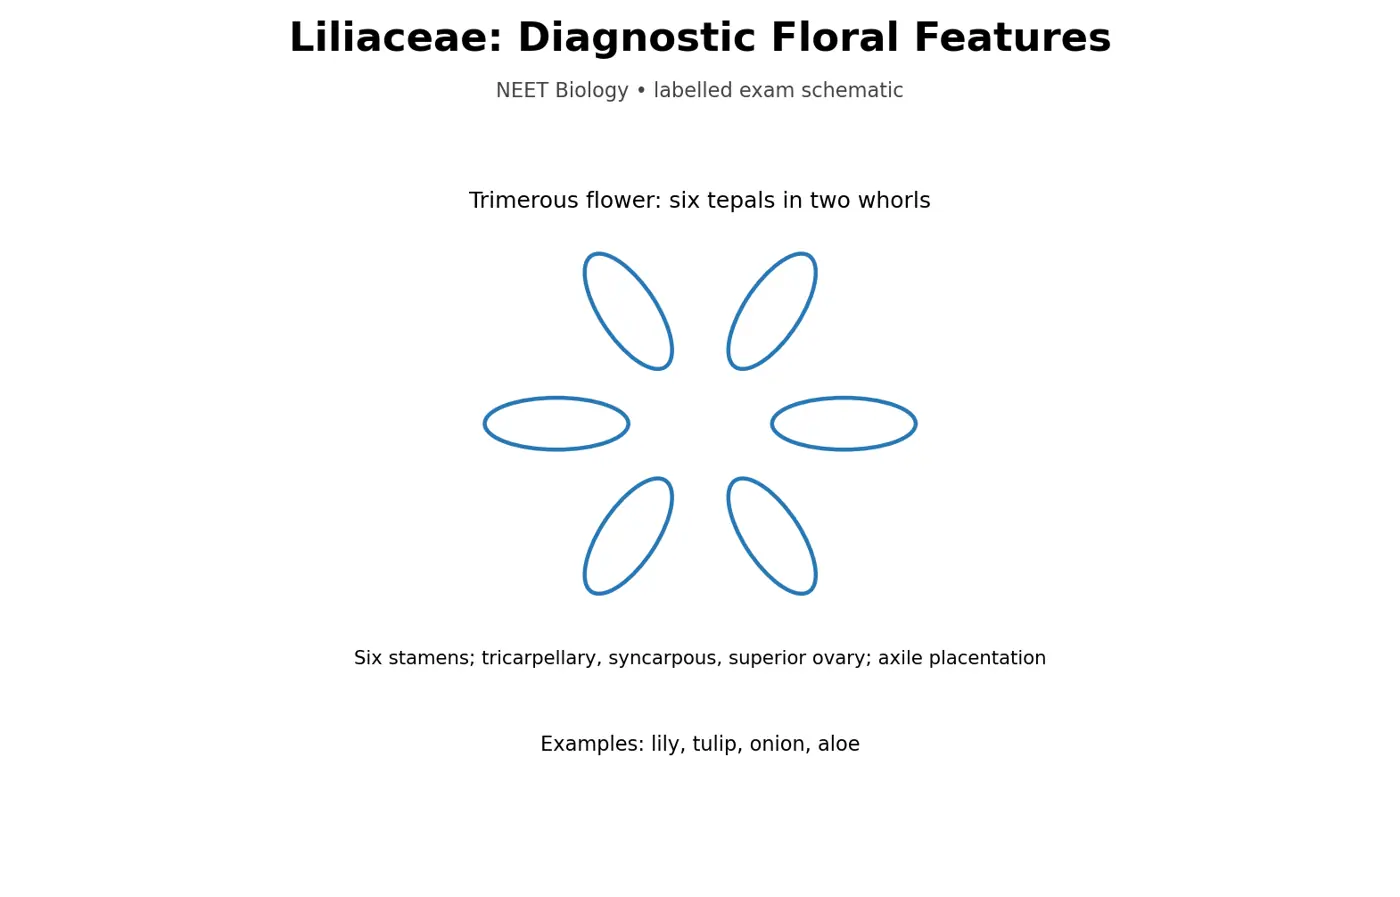 Liliaceae: Diagnostic Floral Features
NEET Biology • labelled exam schematic
Trimerous flower: six tepals in two whorls
Six stamens; tricarpellary, syncarpous, superior ovary; axile placentation
Examples: lily, tulip, onion, aloe